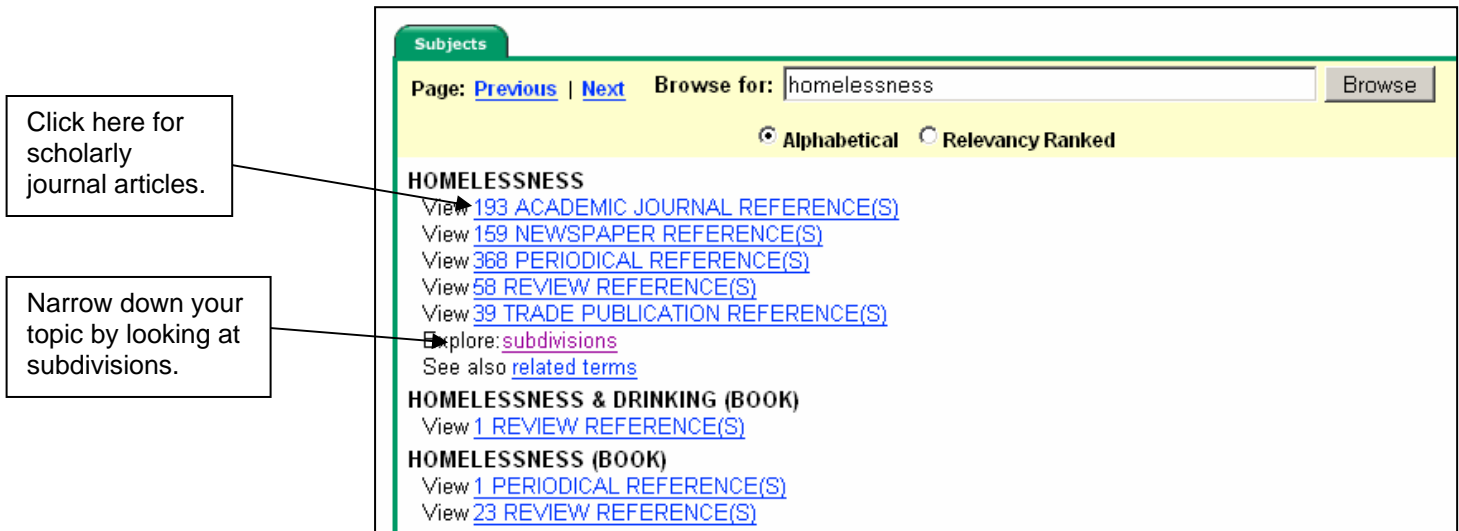 Subjects
Page: Previous | Next Browse for: homelessness Browse
Alphabetical Relevancy Ranked
Click here for
scholarly
journal articles.
HOMELESSNESS
View 193 ACADEMIC JOURNAL REFERENCE(S)
View 159 NEWSPAPER REFERENCE(S)
View 368 PERIODICAL REFERENCE(S)
View 58 REVIEW REFERENCE(S)
View 39 TRADE PUBLICATION REFERENCE(S)
Narrow down your
topic by looking at
subdivisions.
Explore: subdivisions
See also related terms
HOMELESSNESS & DRINKING (BOOK)
View 1 REVIEW REFERENCE(S)
HOMELESSNESS (BOOK)
View 1 PERIODICAL REFERENCE(S)
View 23 REVIEW REFERENCE(S)